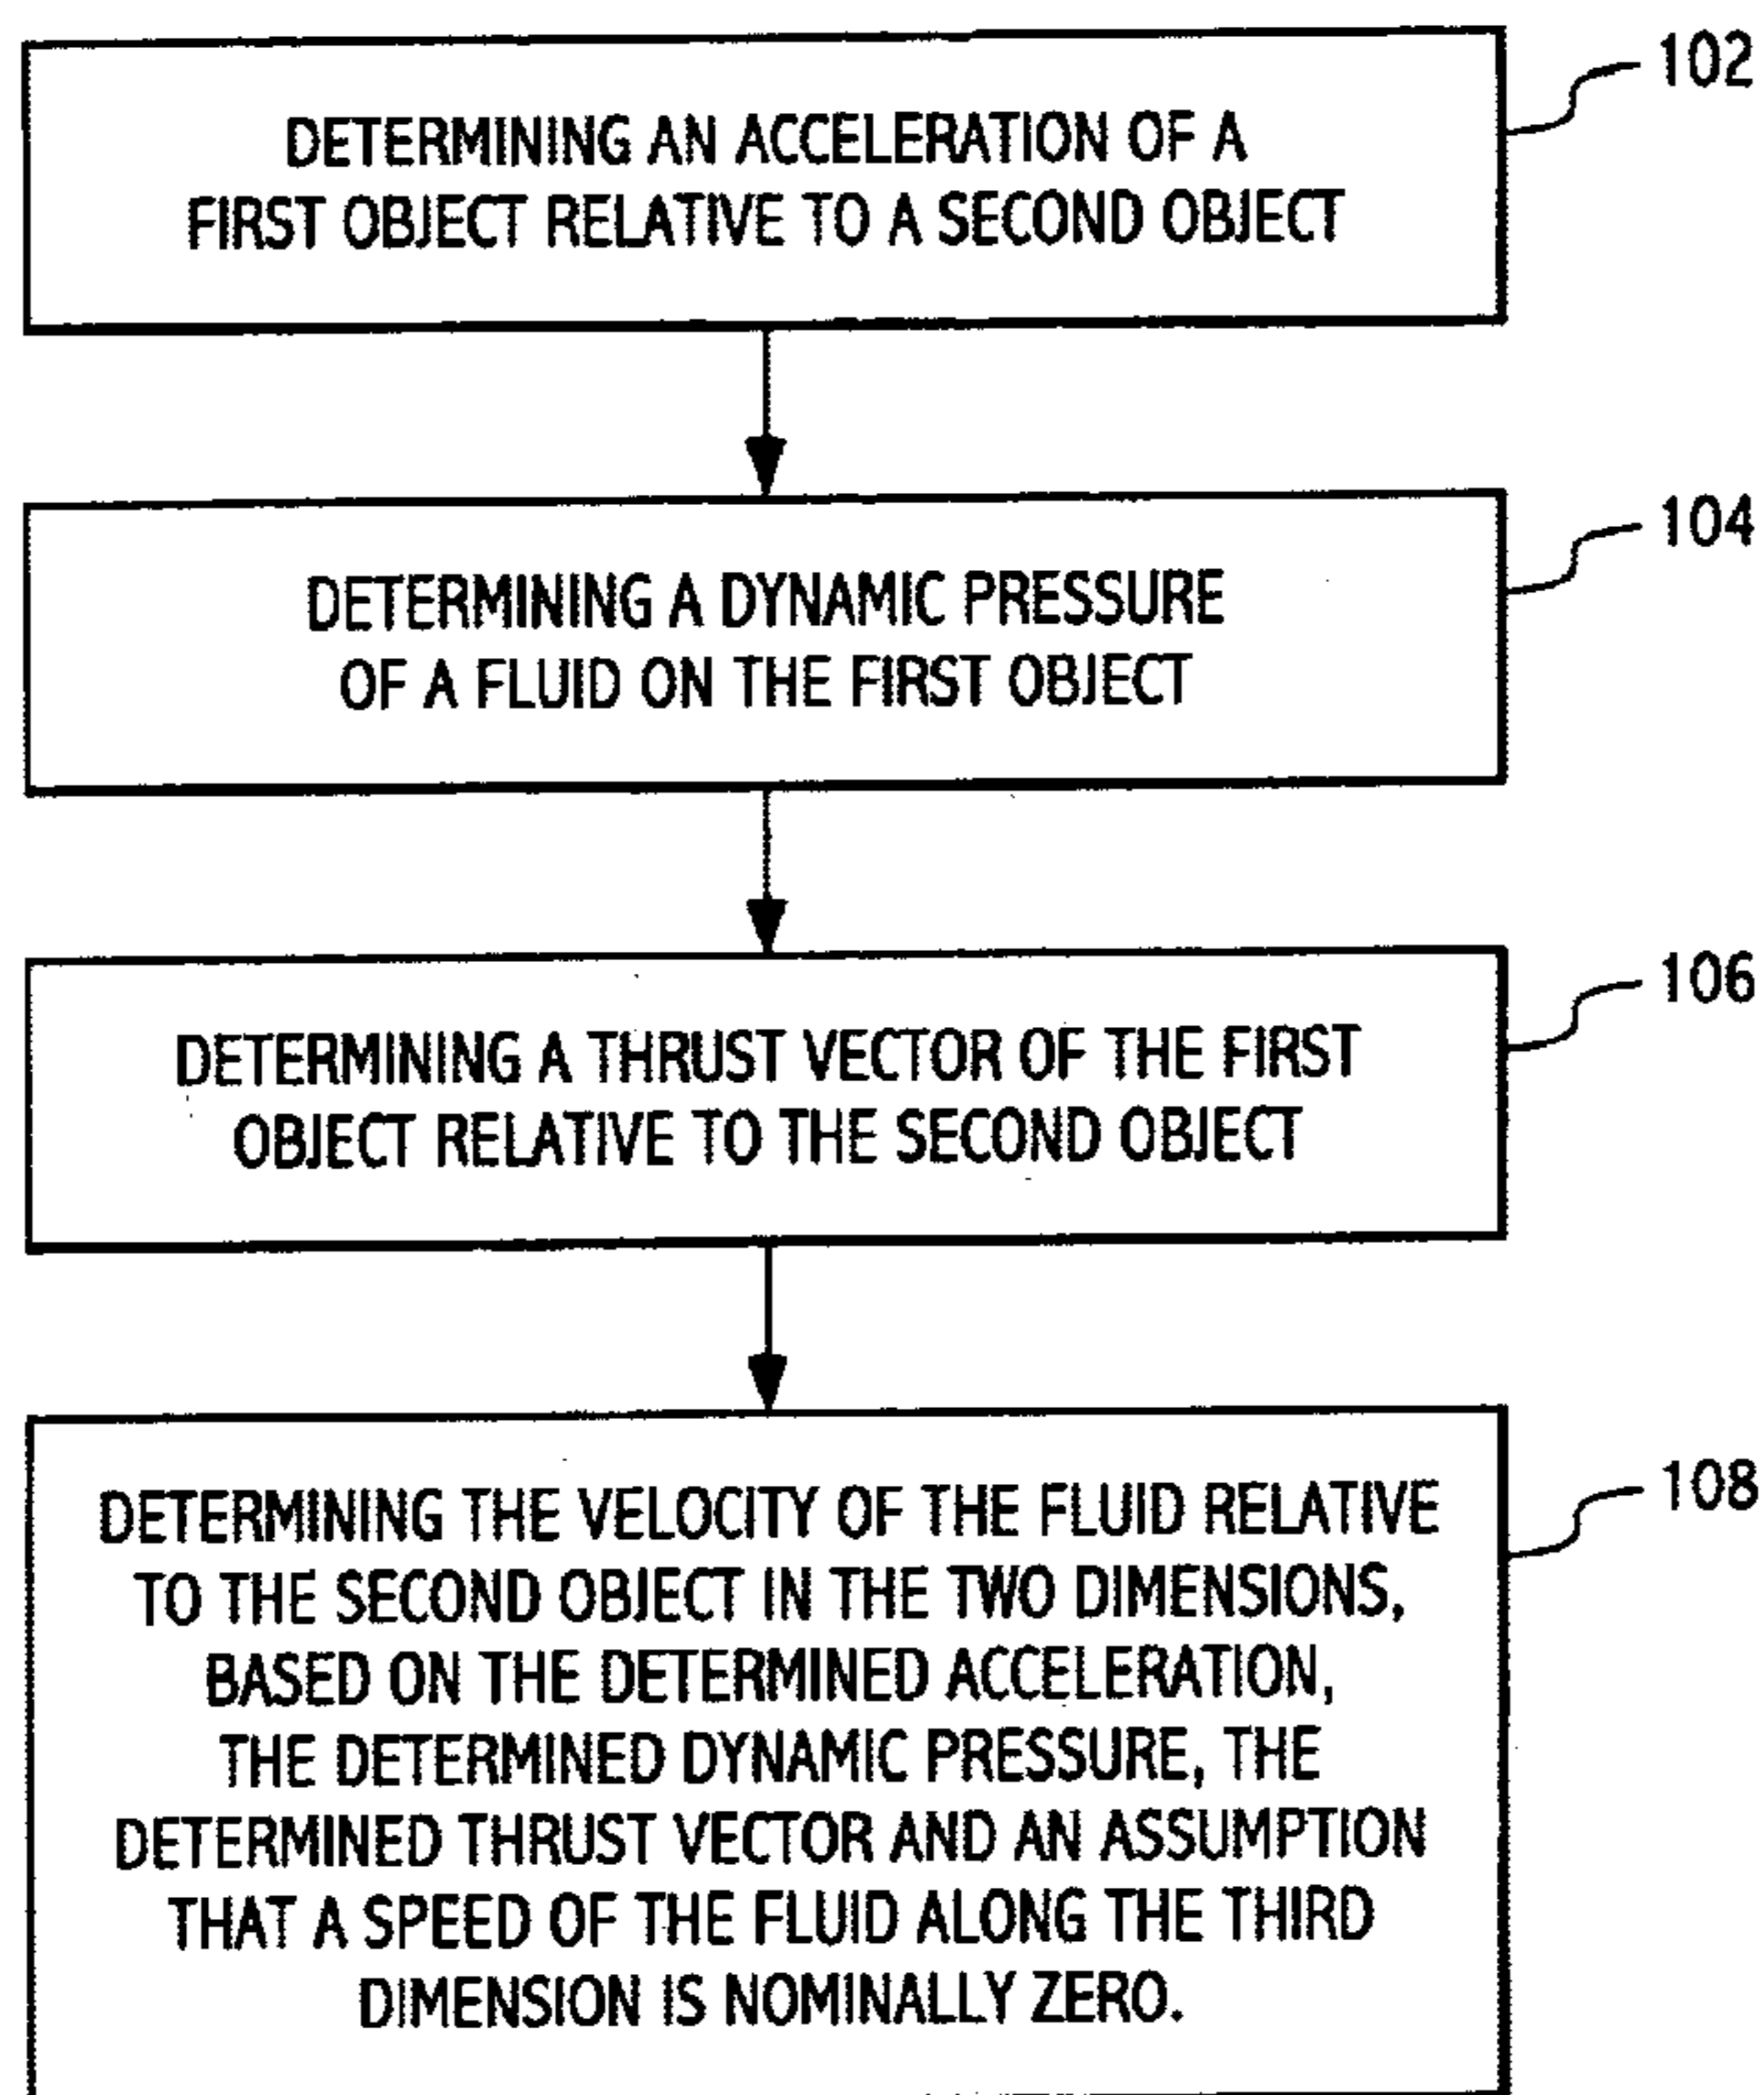 102
DETERMINING AN ACCELERATION OF A
FIRST OBJECT RELATIVE TO A SECOND OBJECT
104
DETERMINING A DYNAMIC PRESSURE
OF A FLUID ON THE FIRST OBJECT
106
DETERMINING A THRUST VECTOR OF THE FIRST
OBJECT RELATIVE TO THE SECOND OBJECT
108
DETERMINING THE VELOCITY OF THE FLUID RELATIVE
TO THE SECOND OBJECT IN THE TWO DIMENSIONS,
BASED ON THE DETERMINED ACCELERATION,
THE DETERMINED DYNAMIC PRESSURE, THE
DETERMINED THRUST VECTOR AND AN ASSUMPTION
THAT A SPEED OF THE FLUID ALONG THE THIRD
DIMENSION IS NOMINALLY ZERO.